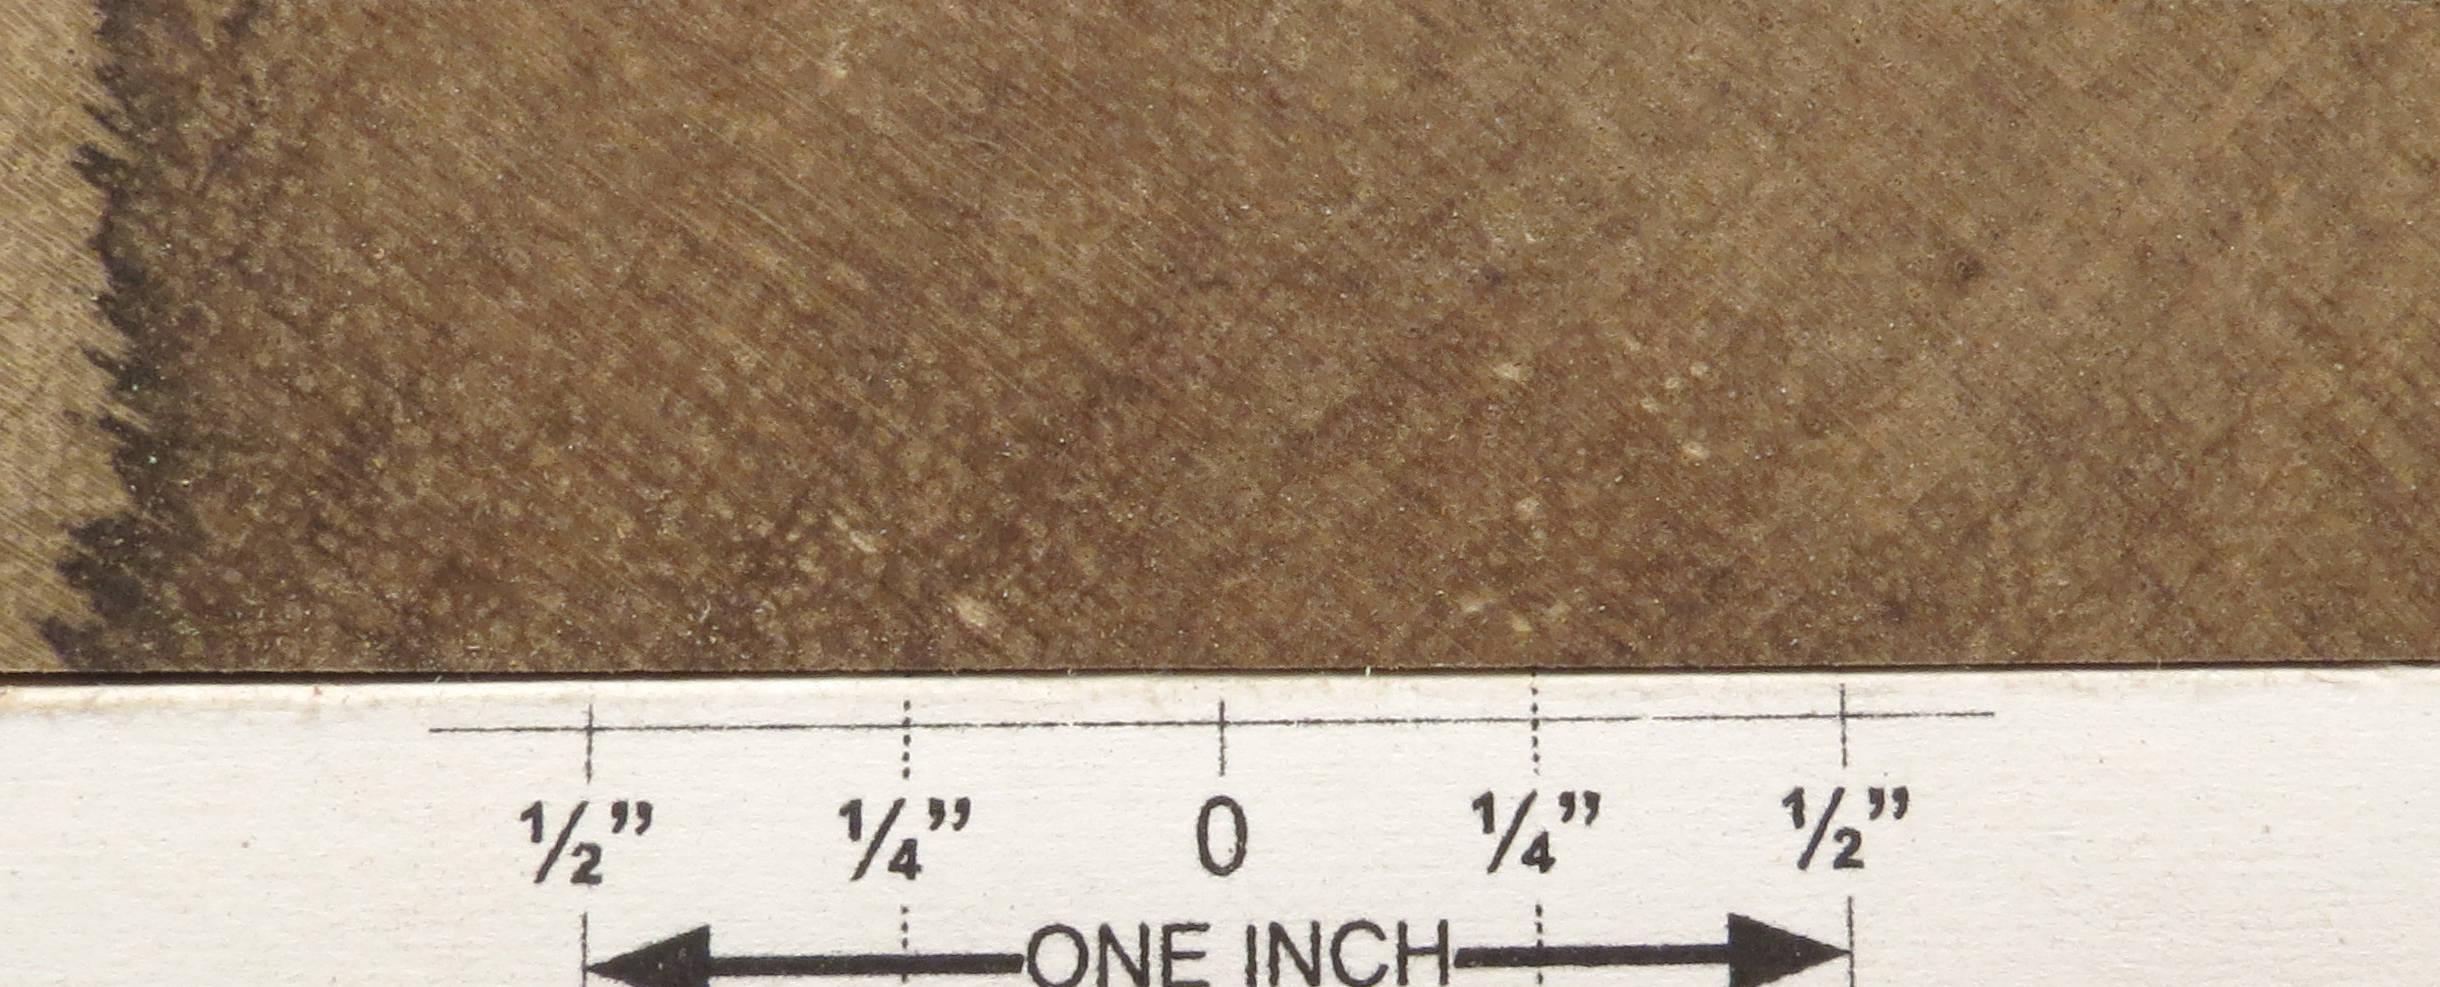 ½” ¼” 0 ¼” ½”
ONE INCH